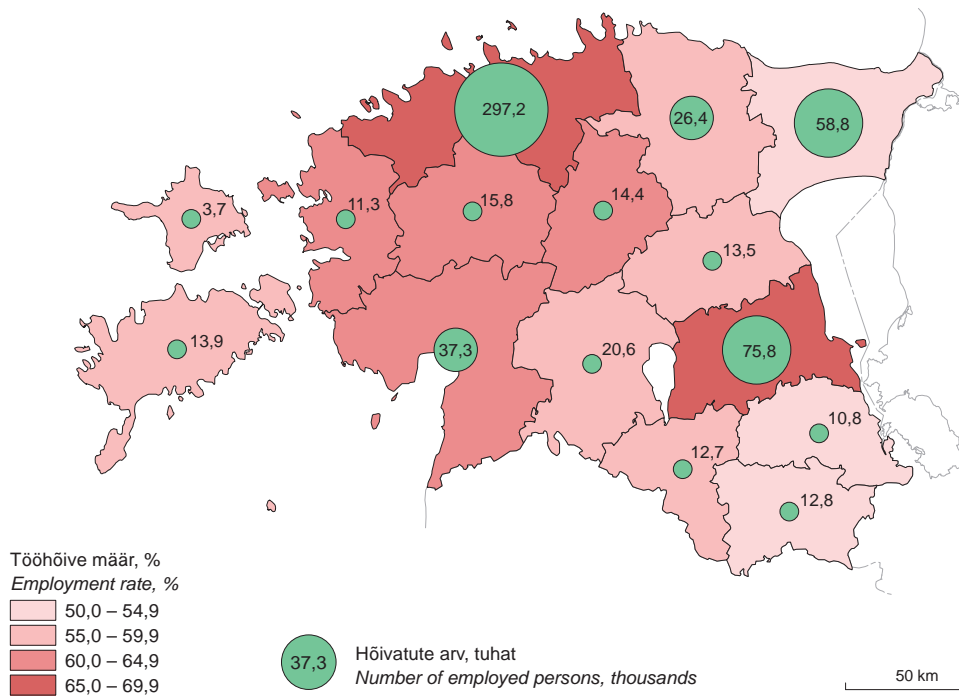 297,2
26,4
58,8
3,7
11,3
15,8
14,4
13,5
13,9
37,3
20,6
75,8
10,8
12,7
12,8
Tööhõive määr, %
Employment rate, %
50,0 – 54,9
55,0 – 59,9
60,0 – 64,9
65,0 – 69,9
37,3
Hõivatute arv, tuhat
Number of employed persons, thousands
50 km